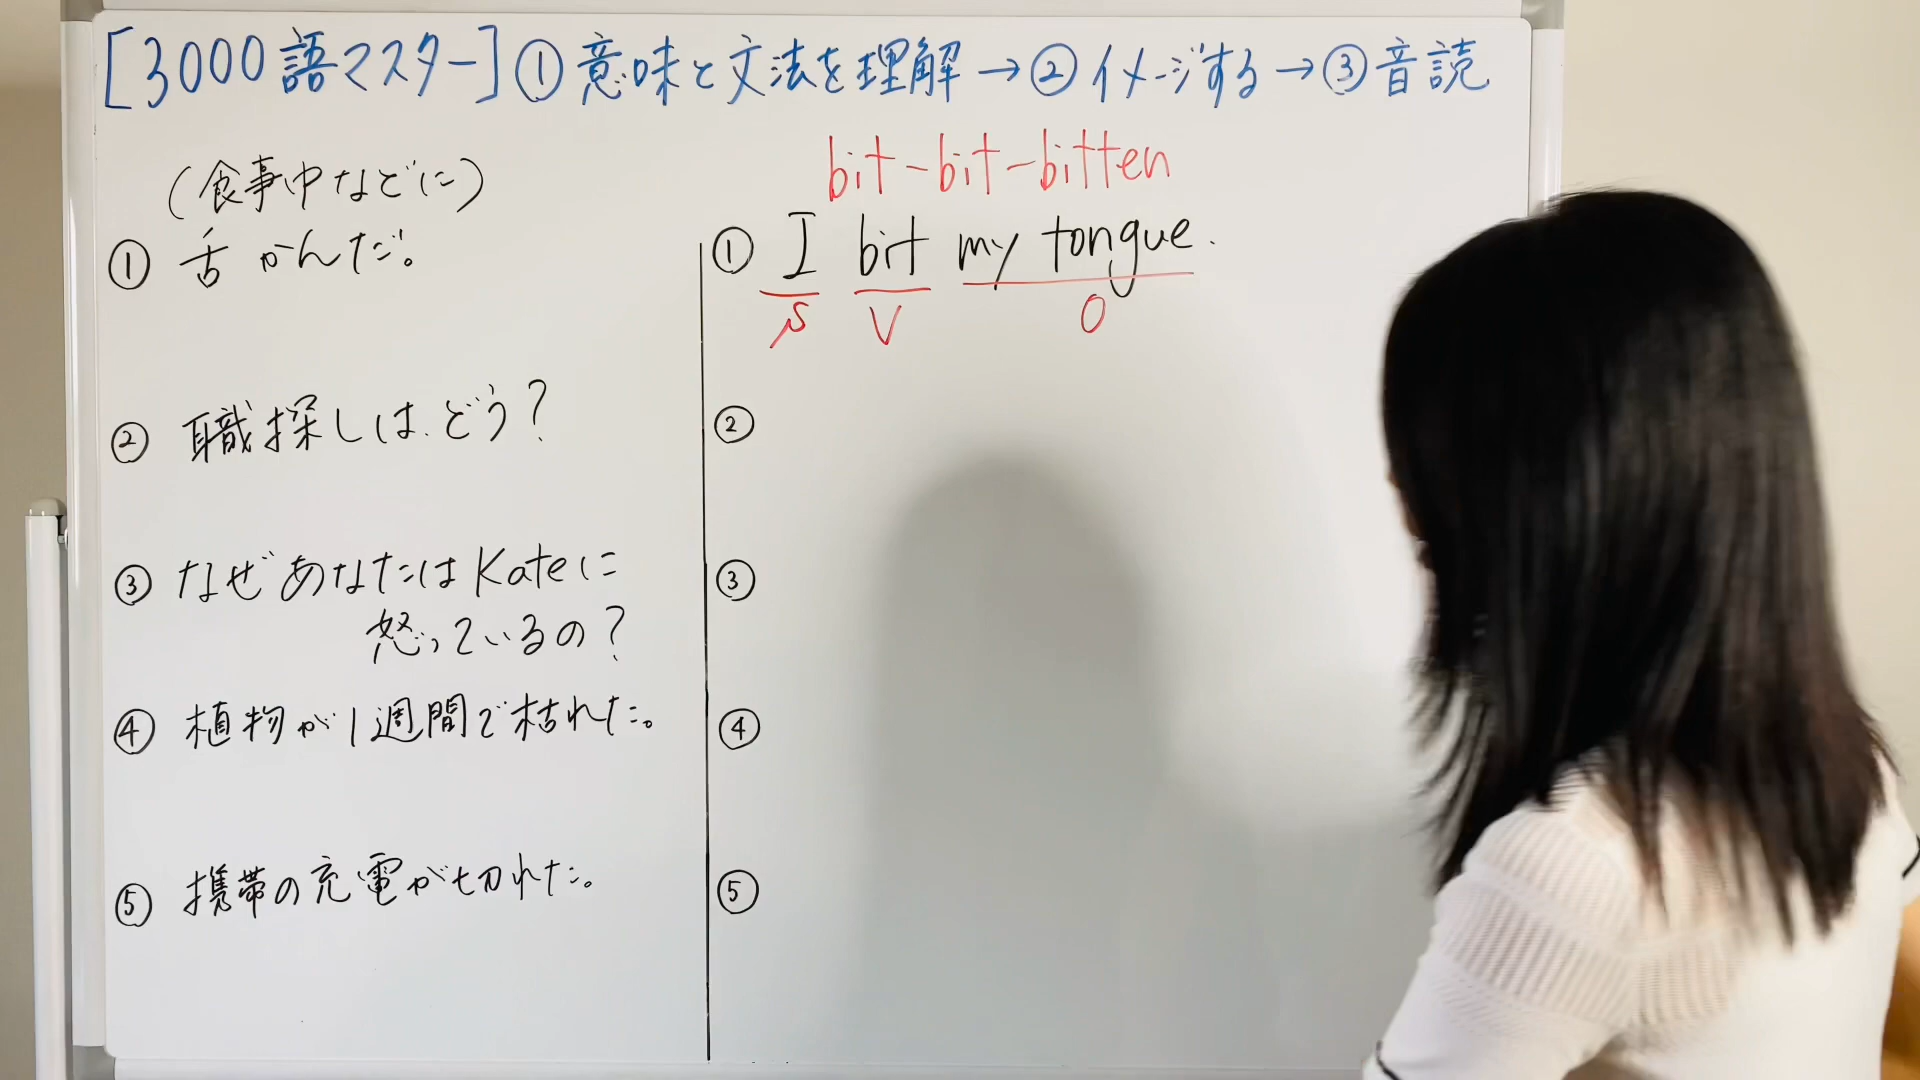 [3000語マスター]①意味と文法を理解→②イメージする→③音読
(食事中などに)
① 舌かんだ。
② 職探しは、どう?
③ なぜあなたはKateに
怒っているの?
④ 植物が1週間で枯れた。
⑤ 携帯の充電が切れた。
bit-bit-bitten
① I bit my tongue.
S V O
②
③
④
⑤